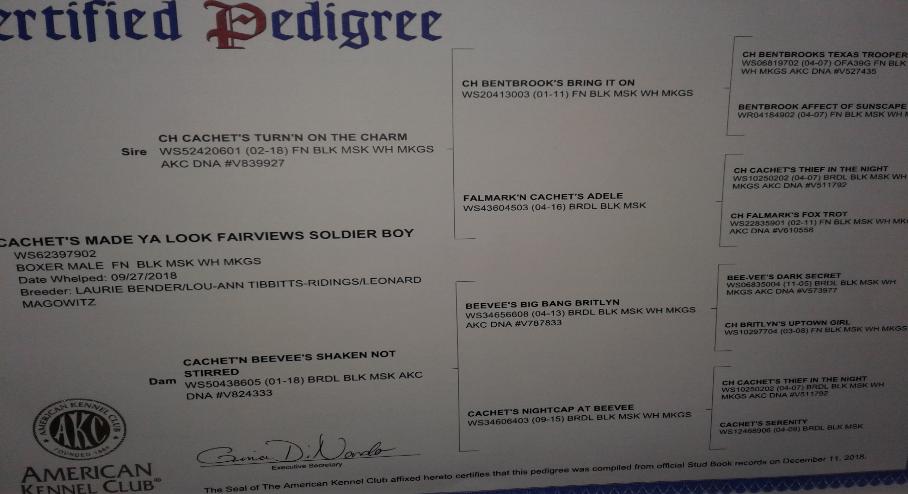 ertified Pedigree
CH CACHET'S TURN'N ON THE CHARM
Sire WS52420601 (02-18) FN BLK MSK WH MKGS
AKC DNA #V839927
CACHET'S MADE YA LOOK FAIRVIEWS SOLDIER BOY
WS62397902
BOXER MALE FN BLK MSK WH MKGS
Date Whelped: 09/27/2018
Breeder: LAURIE BENDER/LOU-ANN TIBBITTS-RIDINGS/LEONARD
MAGOWITZ
CACHET'N BEEVEE'S SHAKEN NOT
STIRRED
Dam WS50438605 (01-18) BRDL BLK MSK AKC
DNA #V824333
CH BENTBROOK'S BRING IT ON
WS20413003 (01-11) FN BLK MSK WH MKGS
FALMARK'N CACHET'S ADELE
WS43604503 (04-16) BRDL BLK MSK
BEEVEE'S BIG BANG BRITLYN
WS34656608 (04-13) BRDL BLK MSK WH MKGS
AKC DNA #V787833
CACHET'S NIGHTCAP AT BEEVEE
WS34606403 (09-15) BRDL BLK MSK WH MKGS
CH BENTBROOKS TEXAS TROOPER
WS06819702 (04-07) OFA39G FN BLK
WH MKGS AKC DNA #V527435
BENTBROOK AFFECT OF SUNSCAPE
WR04184902 (04-07) FN BLK MSK WH
CH CACHET'S THIEF IN THE NIGHT
WS10250202 (04-07) BRDL BLK MSK WH
MKGS AKC DNA #V511792
CH FALMARK'S FOX TROT
WS22835901 (02-11) FN BLK MSK WH
AKC DNA #V610556
BEE-VEE'S DARK SECRET
WS06835004 (11-05) BRDL BLK MSK WH
MKGS AKC DNA #V573977
CH BRITLYN'S UPTOWN GIRL
WS10297704 (03-08) FN BLK MSK WH MKGS
CH CACHET'S THIEF IN THE NIGHT
WS10250202 (04-07) BRDL BLK MSK WH
MKGS AKC DNA #V511792
CACHET'S SERENITY
WS12468906 (04-09) BRDL BLK MSK
AMERICAN KENNEL CLUB
AKC
FOUNDED 1884
AMERICAN
KENNEL CLUB®
Executive Secretary
The Seal of The American Kennel Club affixed hereto certifies that this pedigree was compiled from official Stud Book records on December 11, 2018.